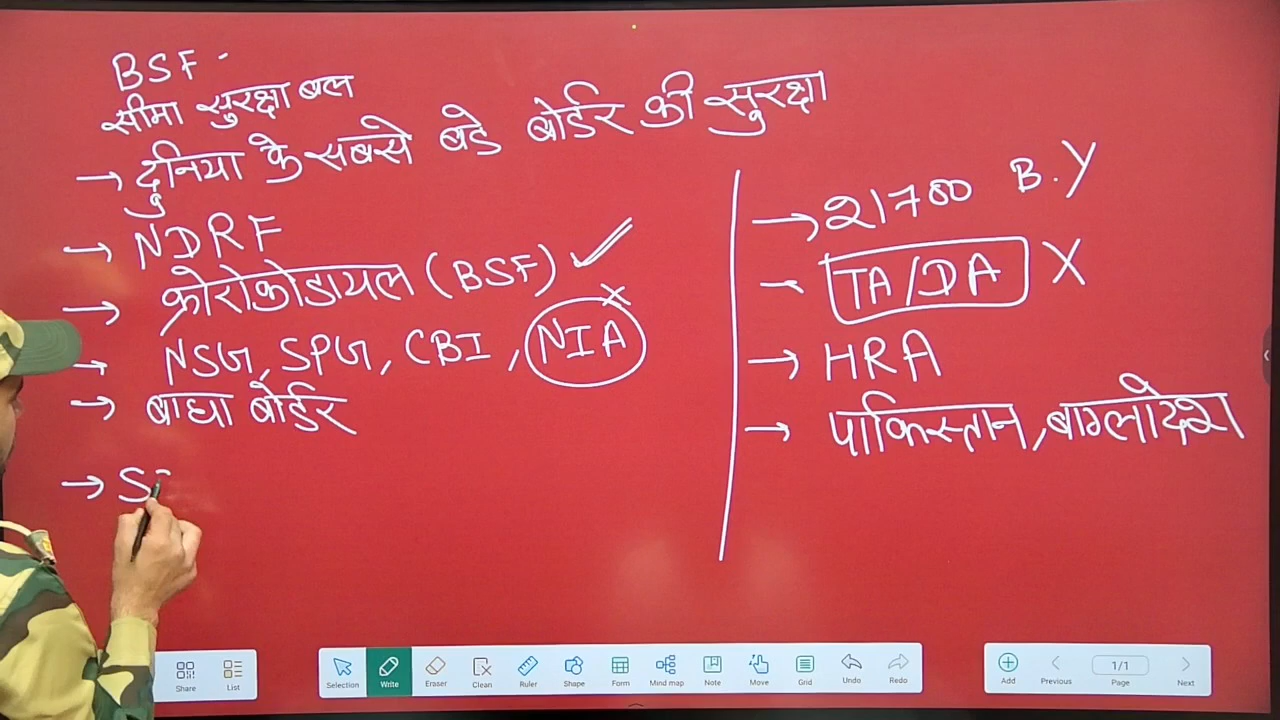 BSF
सीमा सुरक्षा बल
→ दुनिया के सबसे बडे बोर्डर की सुरक्षा
→ NDRF
→ क्रोरोकोडायल (BSF) ✓
→ NSG, SPG, CBI, NIA x
→ बाघा बोर्डर
→ S
→ 21700 B.Y
→ TA/DA X
→ HRA
→ पाकिस्तान, बाग्लादेश
Share
List
Selection
Write
Eraser
Clean
Ruler
Shape
Form
Mind map
Note
Move
Grid
Undo
Redo
Add
Previous
1/1
Page
Next